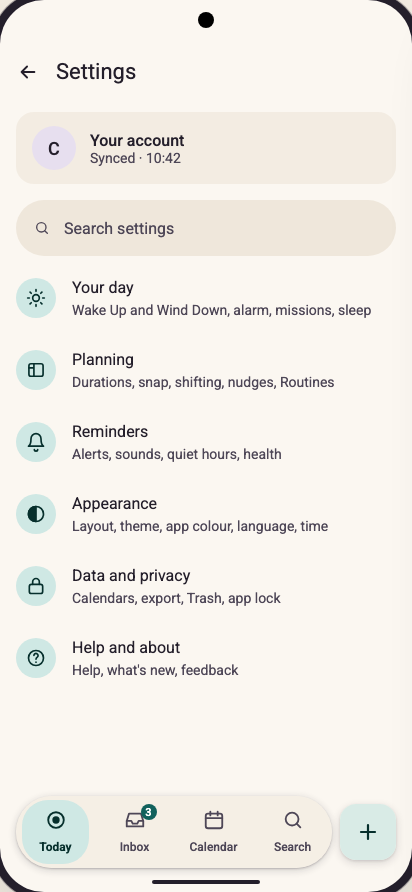 Settings
C
Your account
Synced · 10:42
Search settings
Your day
Wake Up and Wind Down, alarm, missions, sleep
Planning
Durations, snap, shifting, nudges, Routines
Reminders
Alerts, sounds, quiet hours, health
Appearance
Layout, theme, app colour, language, time
Data and privacy
Calendars, export, Trash, app lock
Help and about
Help, what's new, feedback
3
Today
Inbox
Calendar
Search